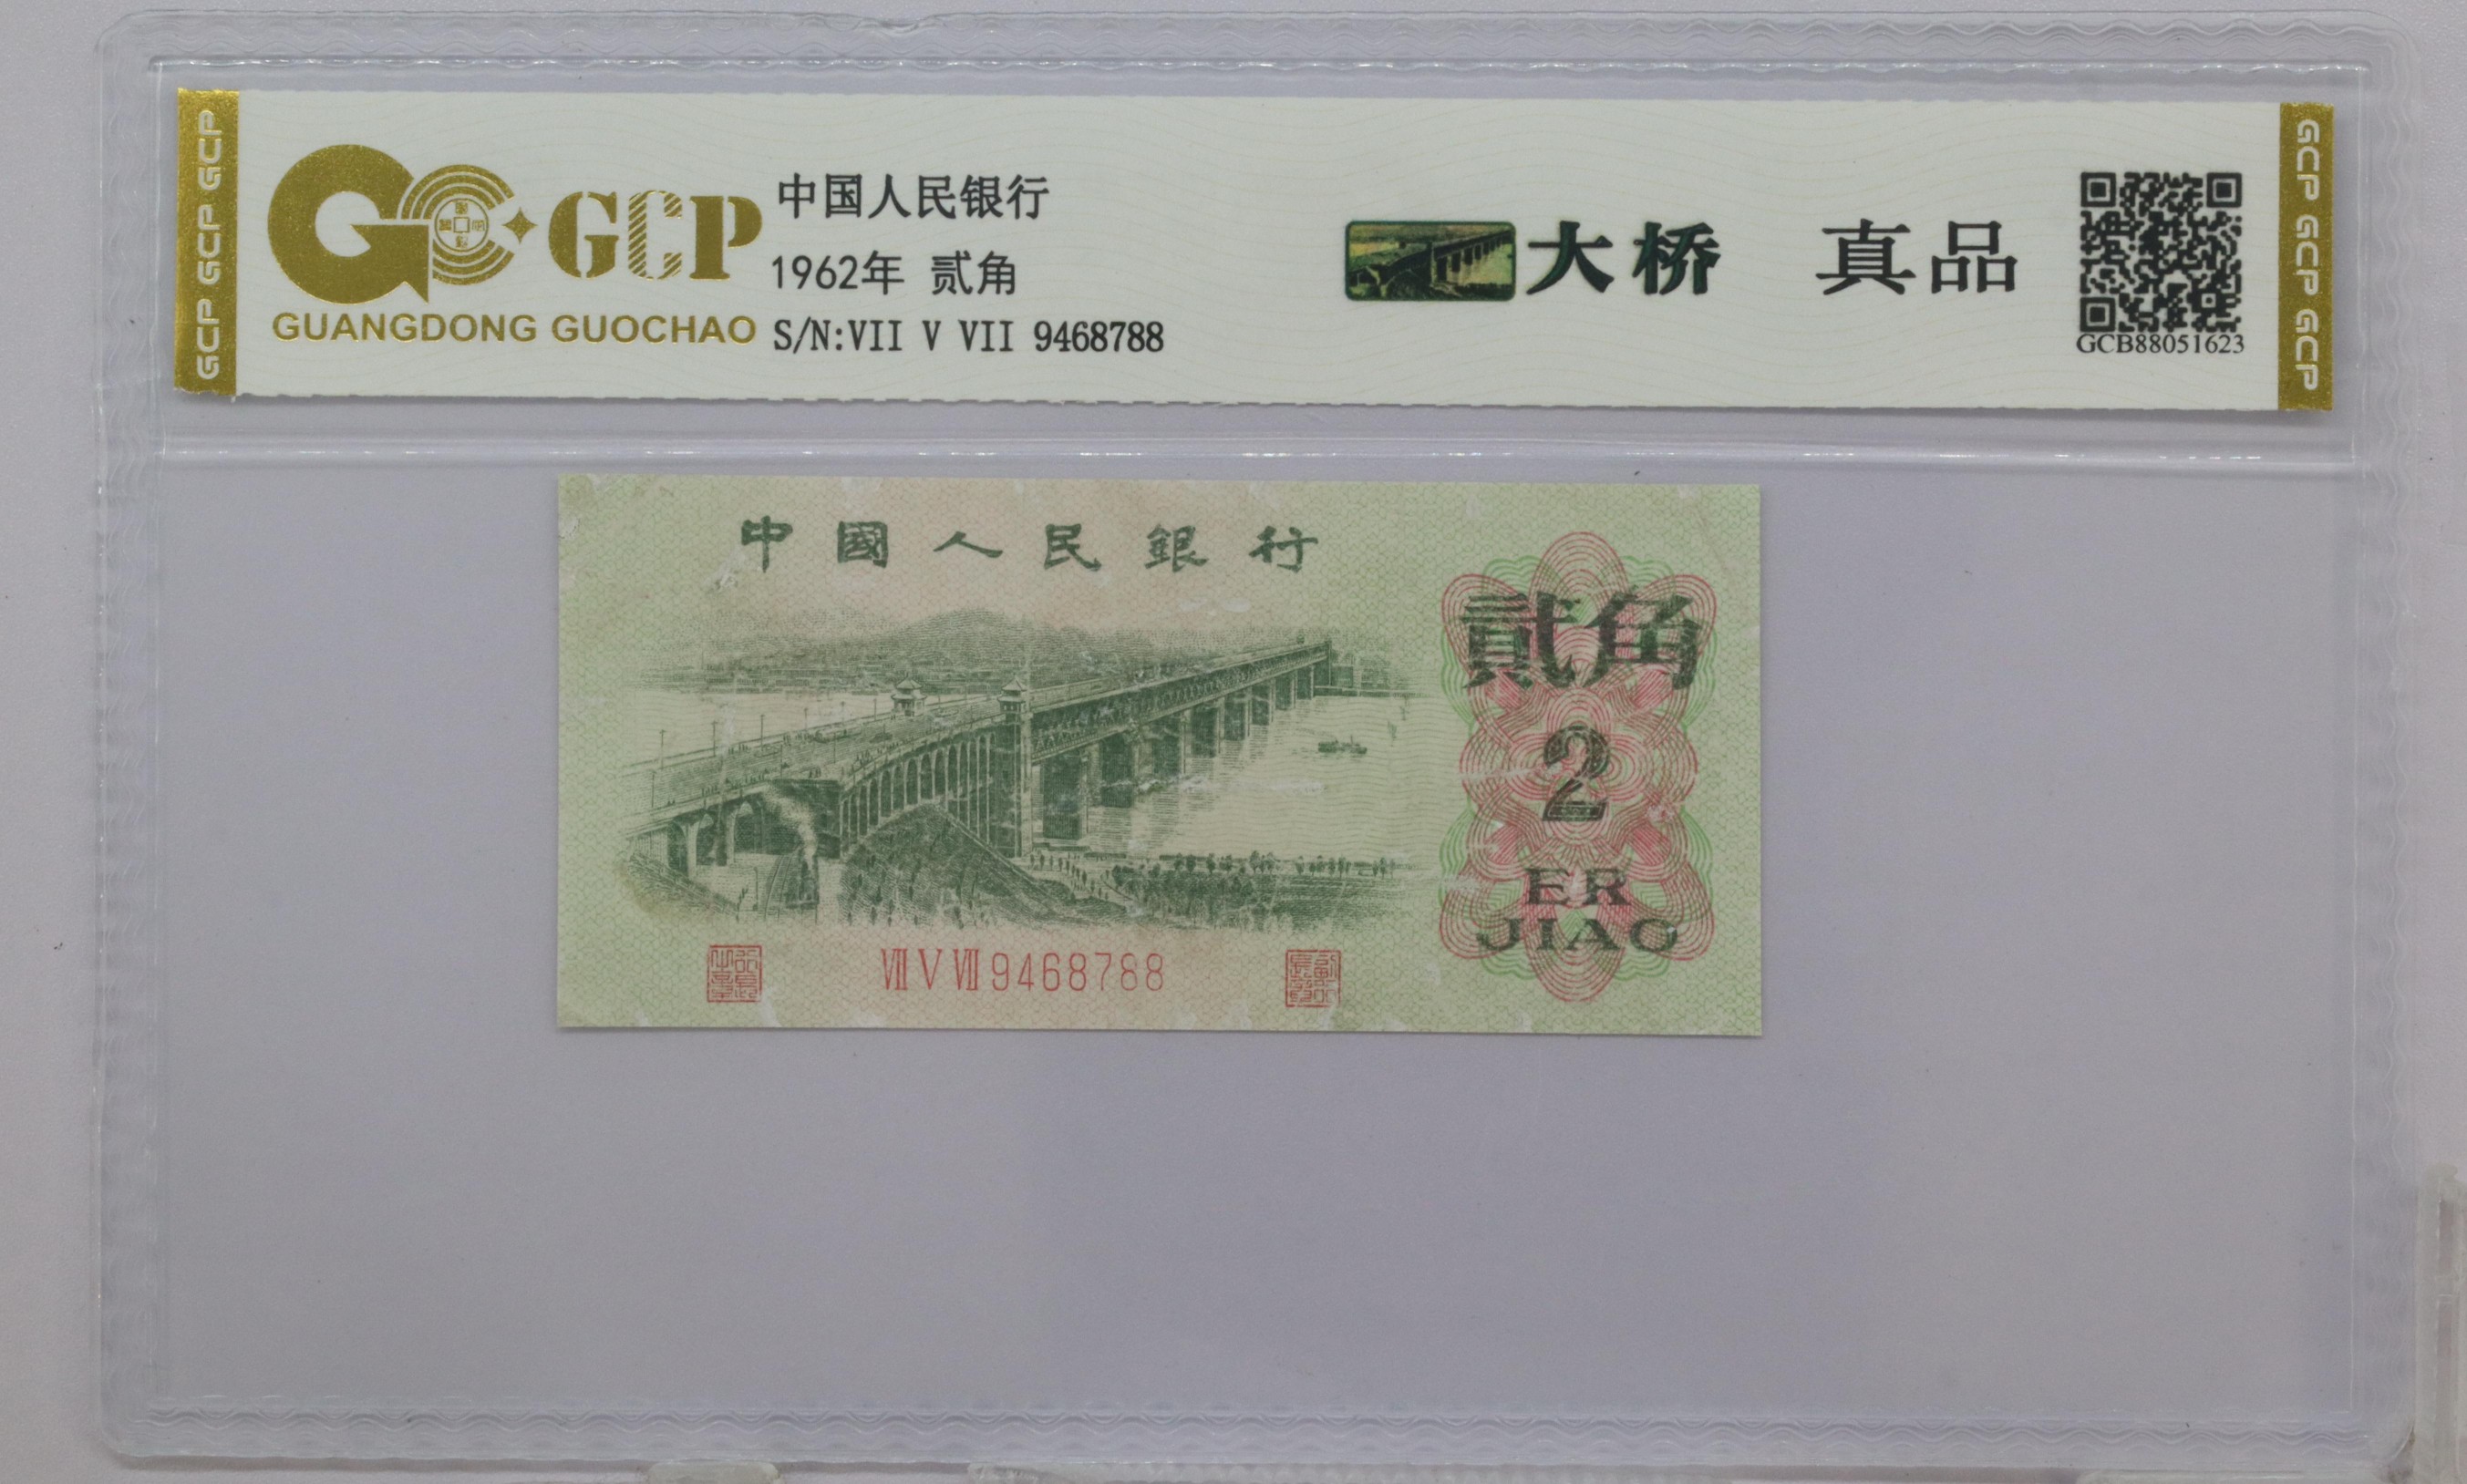 GCP GCP GCP
GCP
GUANGDONG GUOCHAO
中国人民银行
1962年 贰角
S/N:VII V VII 9468788
大桥 真品
GCB88051623
GCP GCP GCP
中國人民銀行
貳角
2
ER
JIAO
Ⅶ Ⅴ Ⅶ 9468788